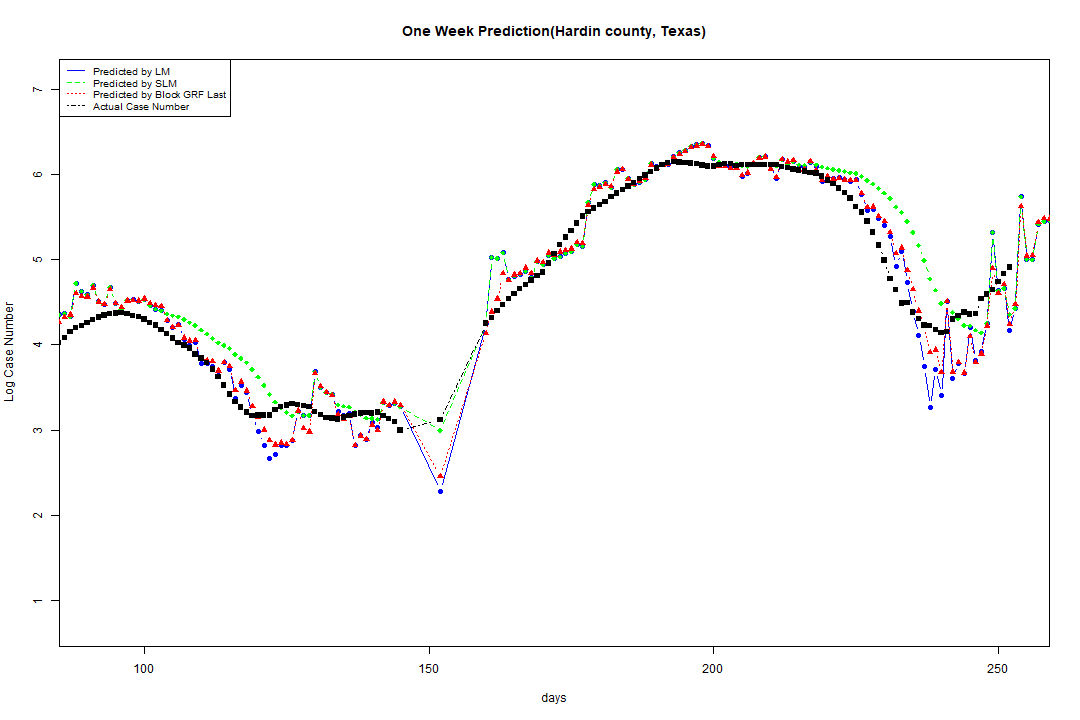 One Week Prediction(Hardin county, Texas)
Predicted by LM
Predicted by SLM
Predicted by Block GRF Last
Actual Case Number
7
6
5
4
3
2
1
Log Case Number
100
150
200
250
days